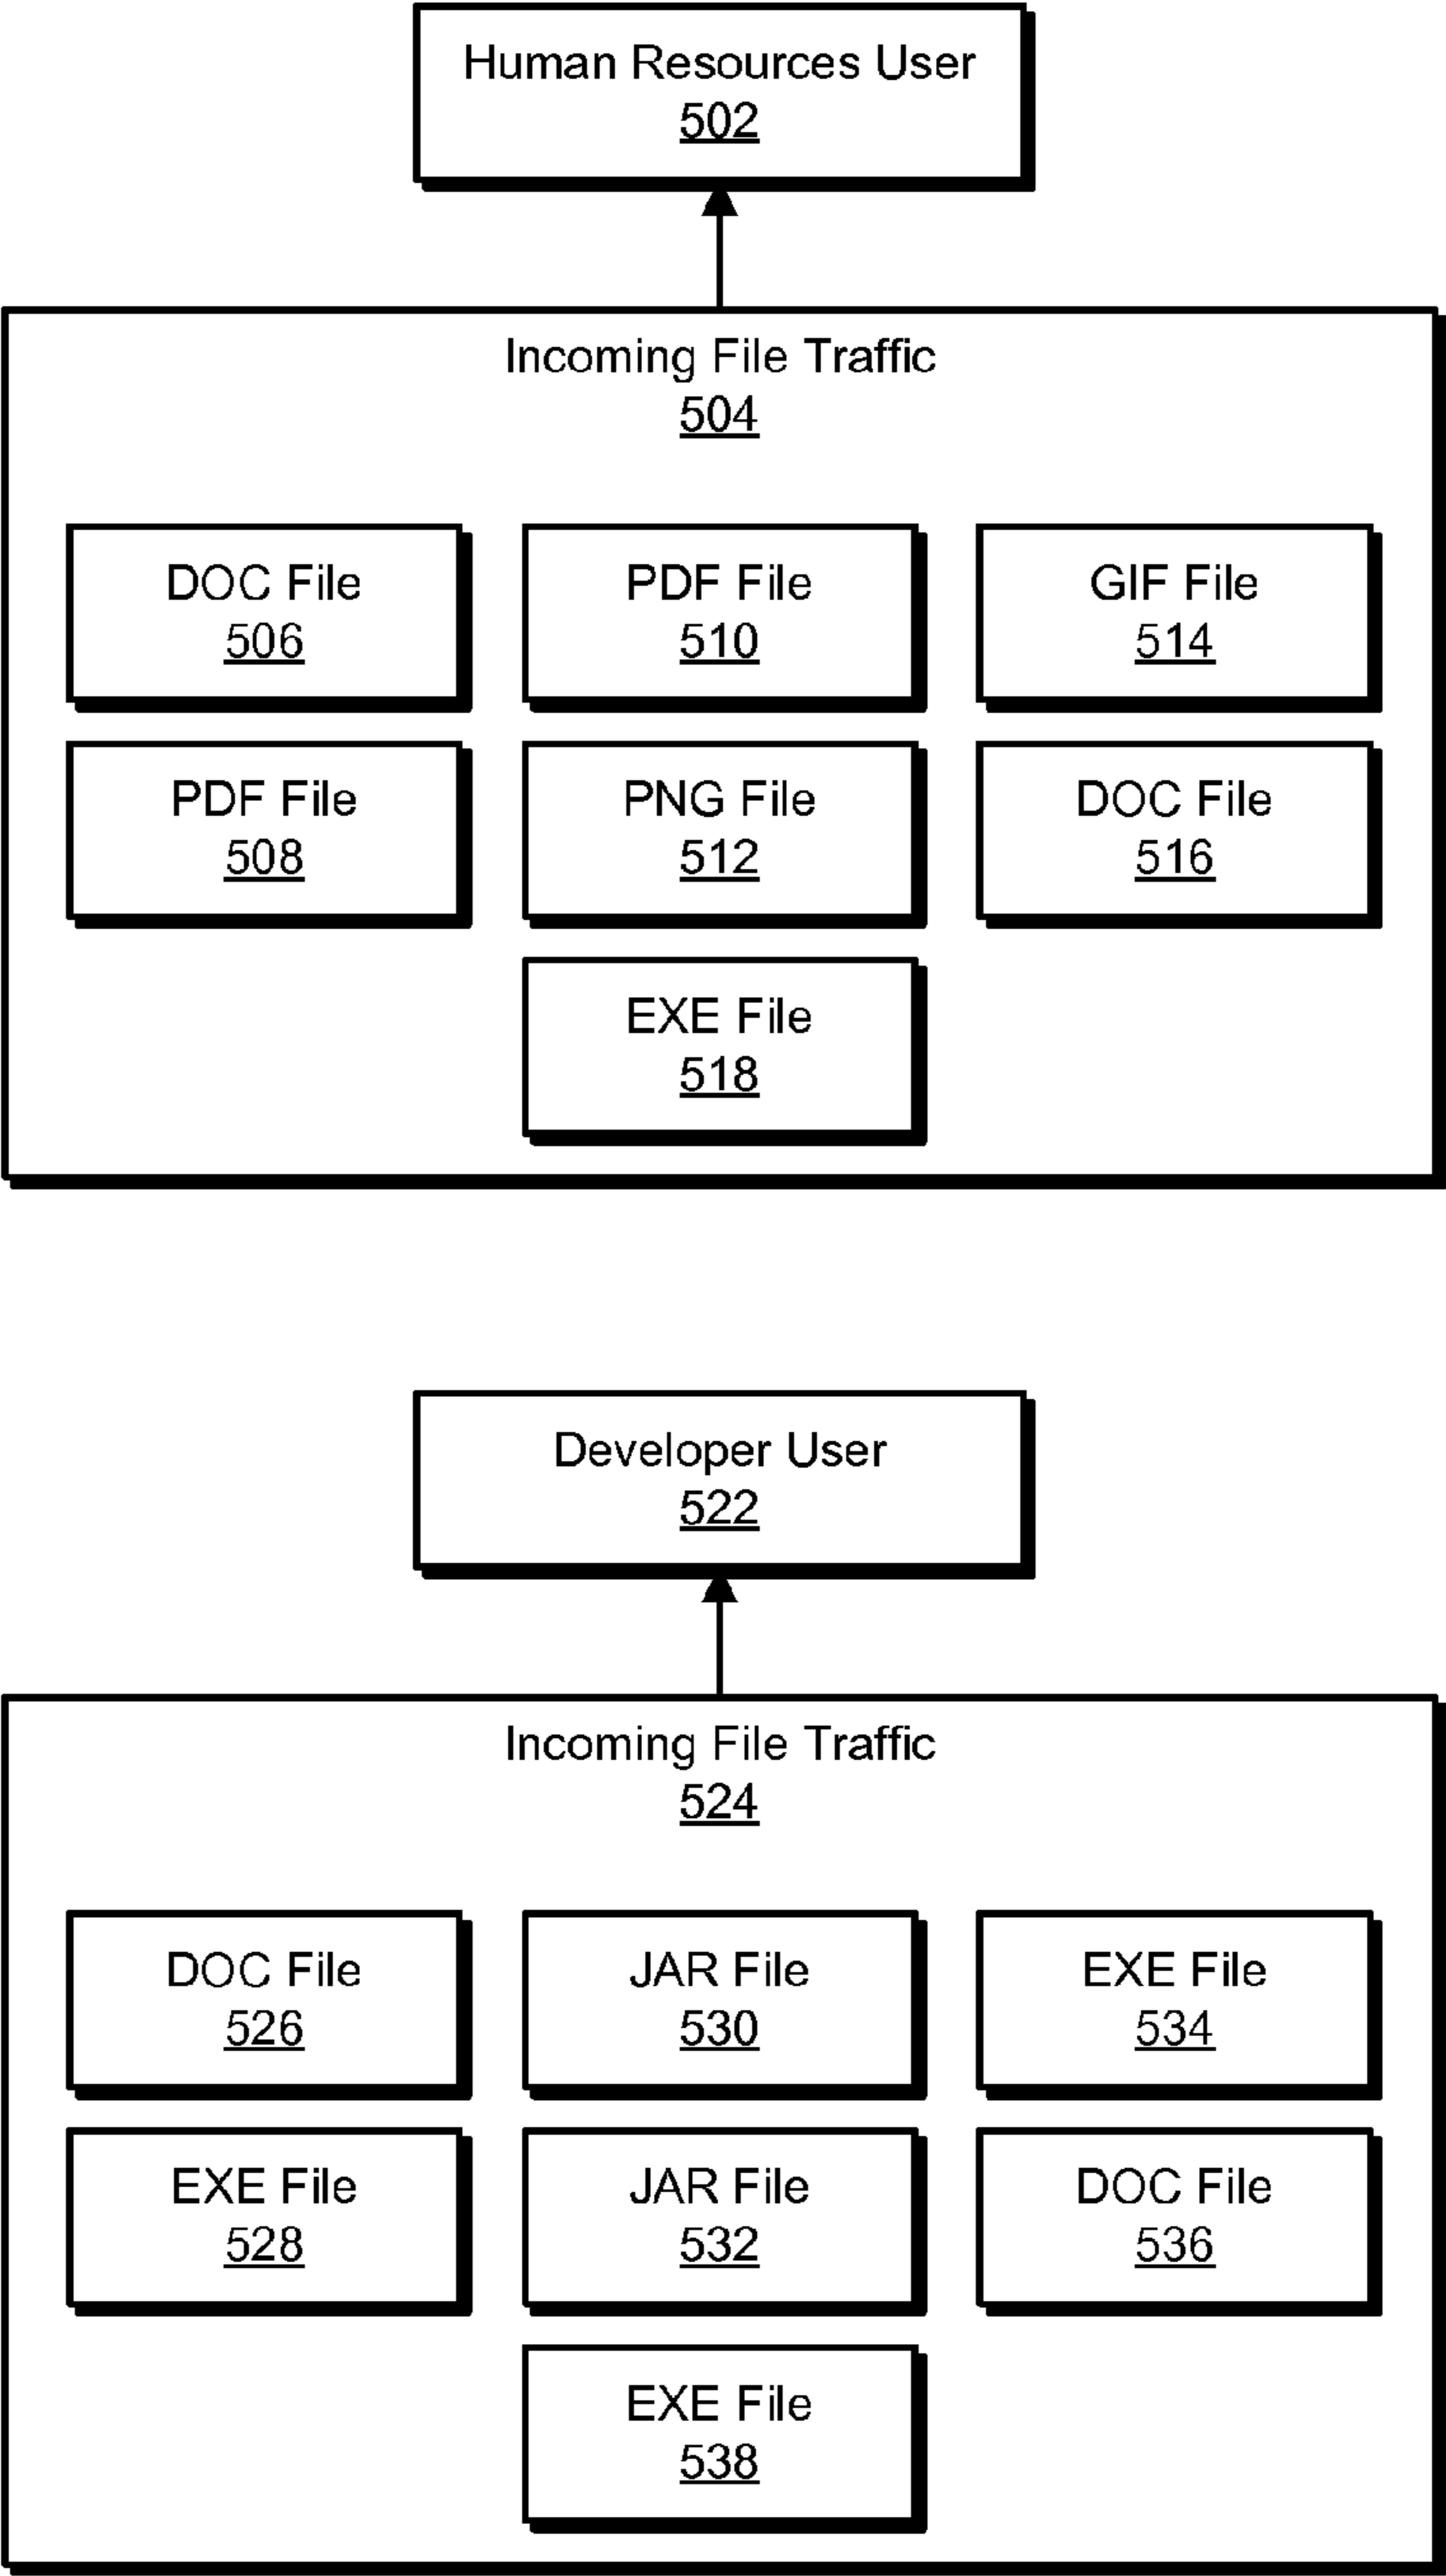 Human Resources User
502
Incoming File Traffic
504
DOC File
506
PDF File
510
GIF File
514
PDF File
508
PNG File
512
DOC File
516
EXE File
518
Developer User
522
Incoming File Traffic
524
DOC File
526
JAR File
530
EXE File
534
EXE File
528
JAR File
532
DOC File
536
EXE File
538